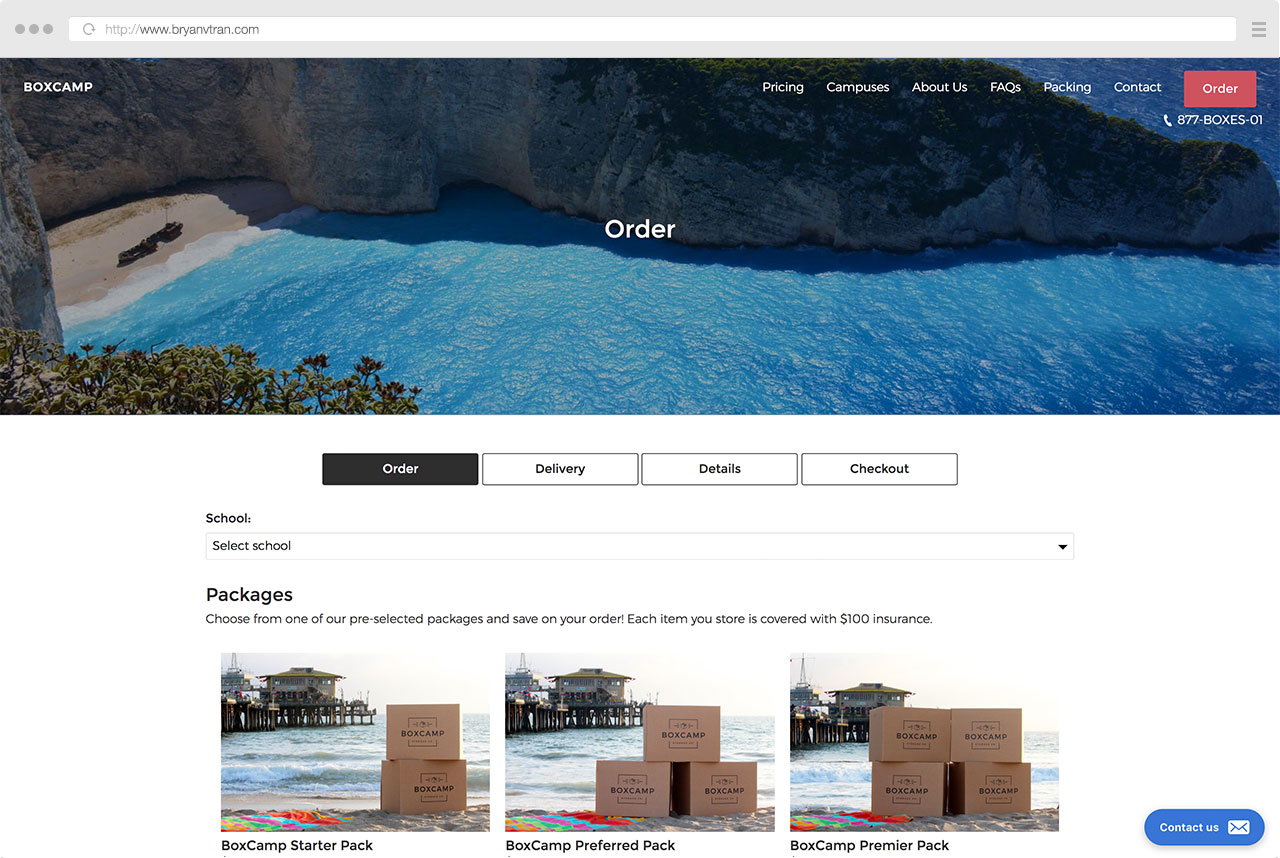 http://www.bryanvtran.com
BOXCAMP
Pricing Campuses About Us FAQs Packing Contact Order
877-BOXES-01
Order
Order Delivery Details Checkout
School:
Select school
Packages
Choose from one of our pre-selected packages and save on your order! Each item you store is covered with $100 insurance.
BOXCAMP
BOXCAMP
BOXCAMP
BOXCAMP
BOXCAMP
BOXCAMP
BOXCAMP
BOXCAMP
BOXCAMP
BoxCamp Starter Pack
BoxCamp Preferred Pack
BoxCamp Premier Pack
Contact us